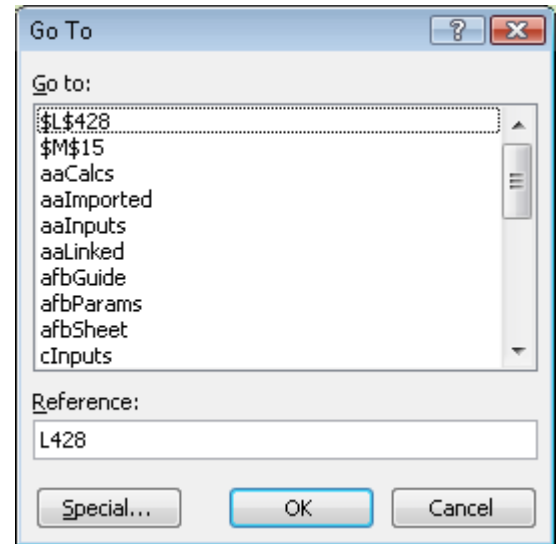 Go To
Go to:
$L$428
$M$15
aaCalcs
aaImported
aaInputs
aaLinked
afbGuide
afbParams
afbSheet
cInputs
Reference:
L428
Special... OK Cancel